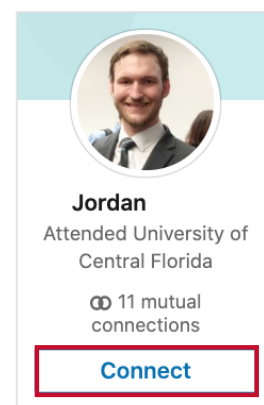 Jordan
Attended University of
Central Florida
11 mutual
connections
Connect